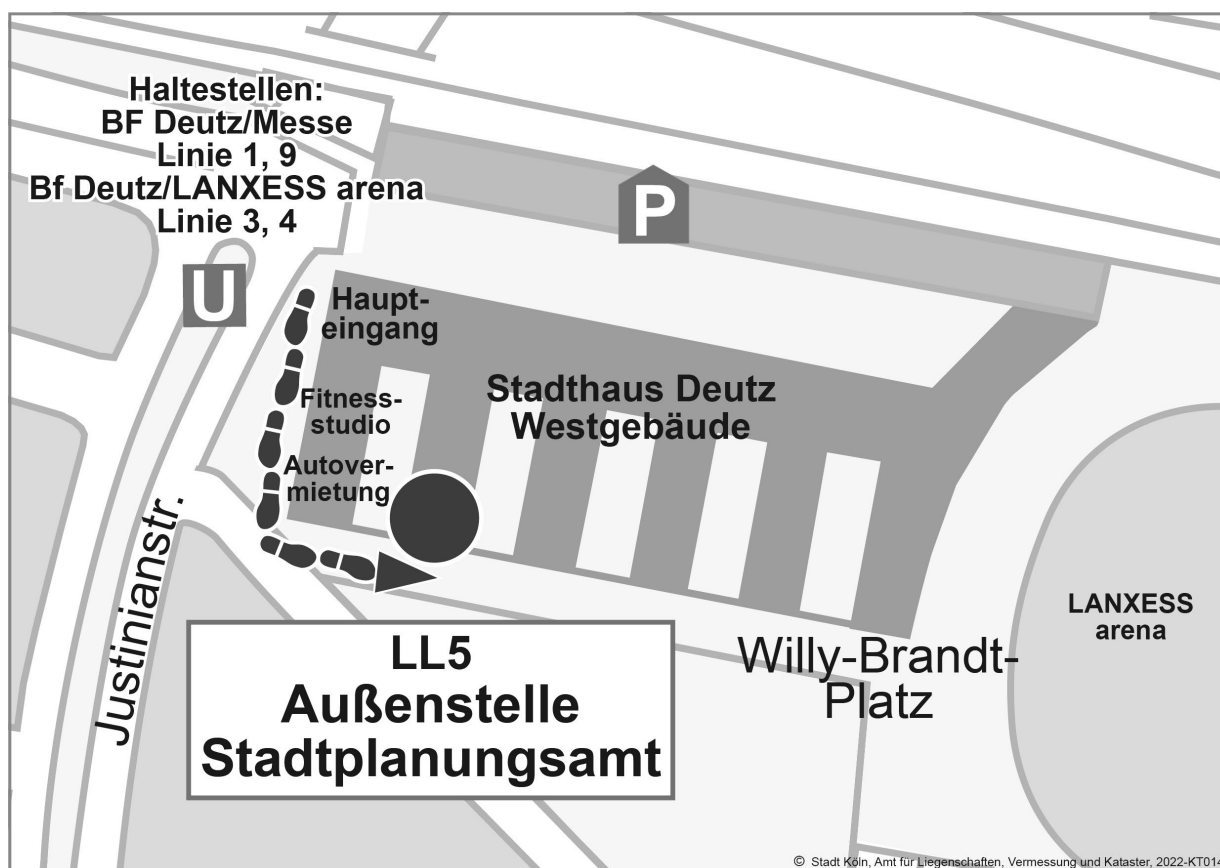 Haltestellen:
BF Deutz/Messe
Linie 1, 9
Bf Deutz/LANXESS arena
Linie 3, 4
U
P
Haupt-
eingang
Fitness-
studio
Autover-
mietung
Stadthaus Deutz
Westgebäude
Justinianstr.
LL5
Außenstelle
Stadtplanungsamt
Willy-Brandt-
Platz
LANXESS
arena
© Stadt Köln, Amt für Liegenschaften, Vermessung und Kataster, 2022-KT014